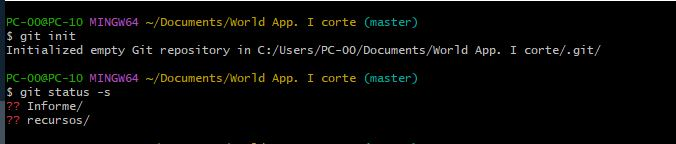 PC-00@PC-10 MINGW64 ~/Documents/World App. I corte (master)
$ git init
Initialized empty Git repository in C:/Users/PC-00/Documents/World App. I corte/.git/
PC-00@PC-10 MINGW64 ~/Documents/World App. I corte (master)
$ git status -s
?? Informe/
?? recursos/